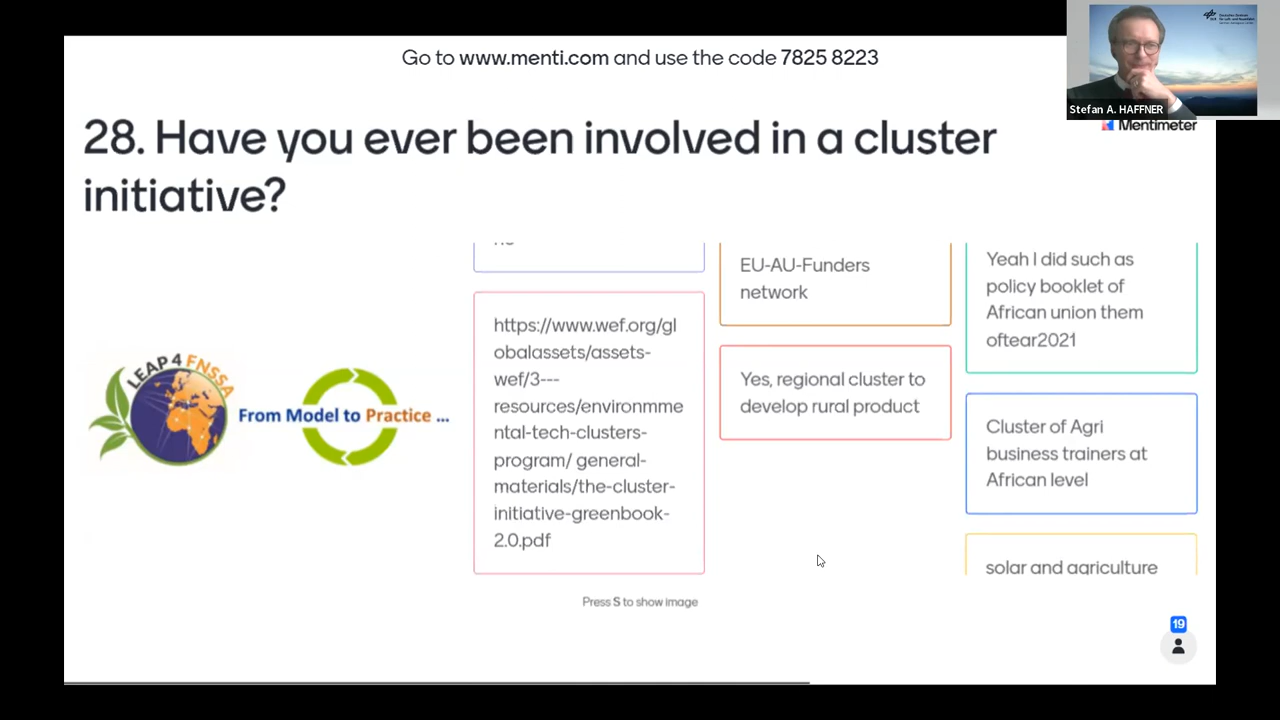 Go to www.menti.com and use the code 7825 8223
Stefan A. HAFFNER
Mentimeter
28. Have you ever been involved in a cluster
initiative?
LEAP4 FNSSA
From Model to Practice ...
https://www.wef.org/gl
obalassets/assets-
wef/3---
resources/environmme
ntal-tech-clusters-
program/ general-
materials/the-cluster-
initiative-greenbook-
2.0.pdf
EU-AU-Funders
network
Yes, regional cluster to
develop rural product
Yeah I did such as
policy booklet of
African union them
oftear2021
Cluster of Agri
business trainers at
African level
solar and agriculture
Press S to show image
19